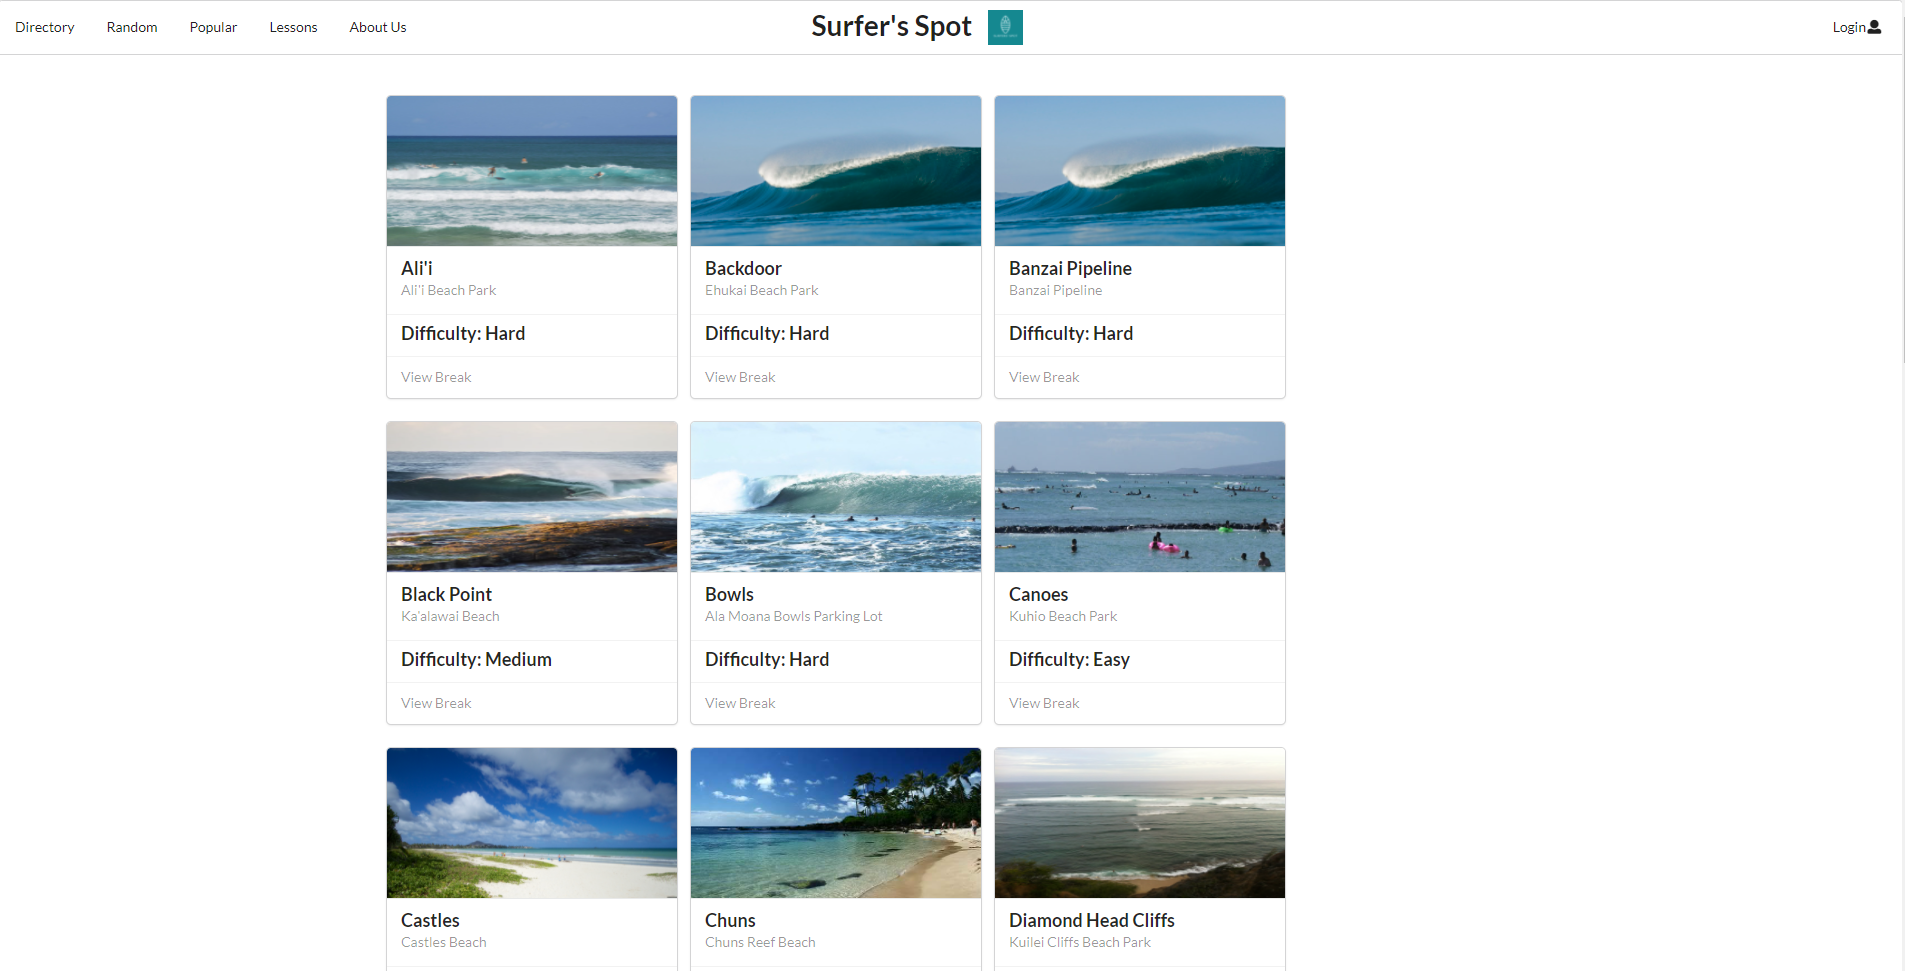 Directory Random Popular Lessons About Us Surfer's Spot Login
Ali'i Backdoor Banzai Pipeline
Ali'i Beach Park Ehukai Beach Park Banzai Pipeline
Difficulty: Hard Difficulty: Hard Difficulty: Hard
View Break View Break View Break
Black Point Bowls Canoes
Ka'alawai Beach Ala Moana Bowls Parking Lot Kuhio Beach Park
Difficulty: Medium Difficulty: Hard Difficulty: Easy
View Break View Break View Break
Castles Chuns Diamond Head Cliffs
Castles Beach Chuns Reef Beach Kuilei Cliffs Beach Park